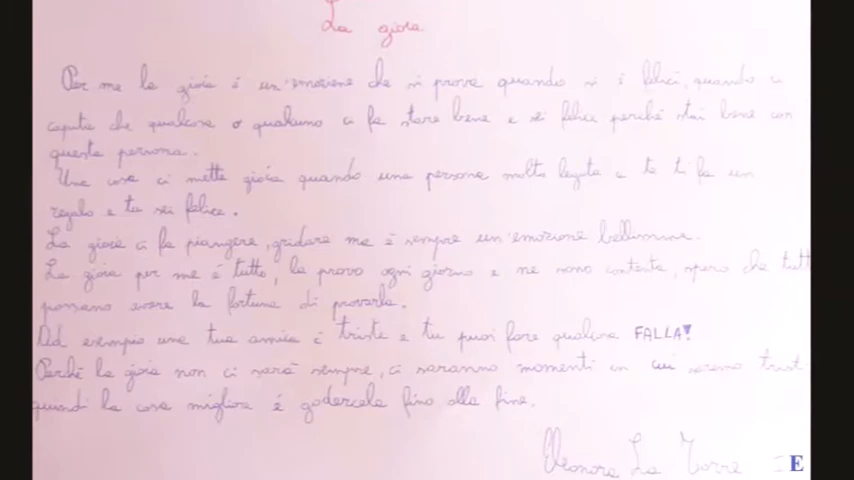 La gioia.
Per me la gioia é un'emozione che si prova quando si é felici, quando ci
capita che qualcosa o qualcuno ci fa stare bene e sei felice perché stai bene con
questa persona.
Una cosa ci mette gioia quando una persona molto legata a te ti fa un
regalo e tu sei felice.
La gioia ci fa piangere, gridare ma è sempre un'emozione bellissima.
La gioia per me é tutto, la provo ogni giorno e ne sono contenta, spero che tutt
possano avere la fortuna di provarla.
Ad esempio una tua amica é triste e tu puoi fare qualcosa FALLA!
Perché la gioia non ci sarà sempre, ci saranno momenti in cui saremo trist
quindi la cosa migliore é godercela fino alla fine.
Eleonora La Torre IE